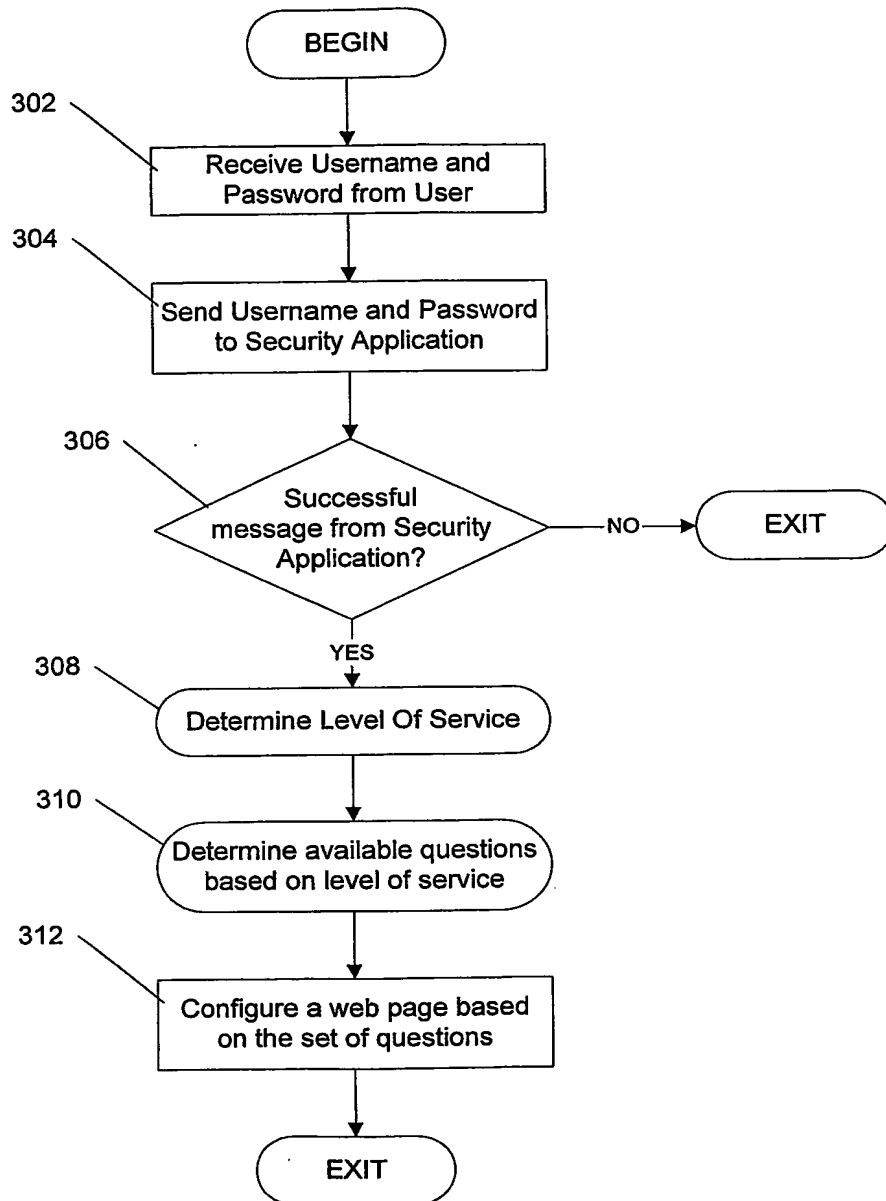 BEGIN
302
Receive Username and
Password from User
304
Send Username and Password
to Security Application
306
Successful
message from Security
Application?
NO
EXIT
YES
308
Determine Level Of Service
310
Determine available questions
based on level of service
312
Configure a web page based
on the set of questions
EXIT